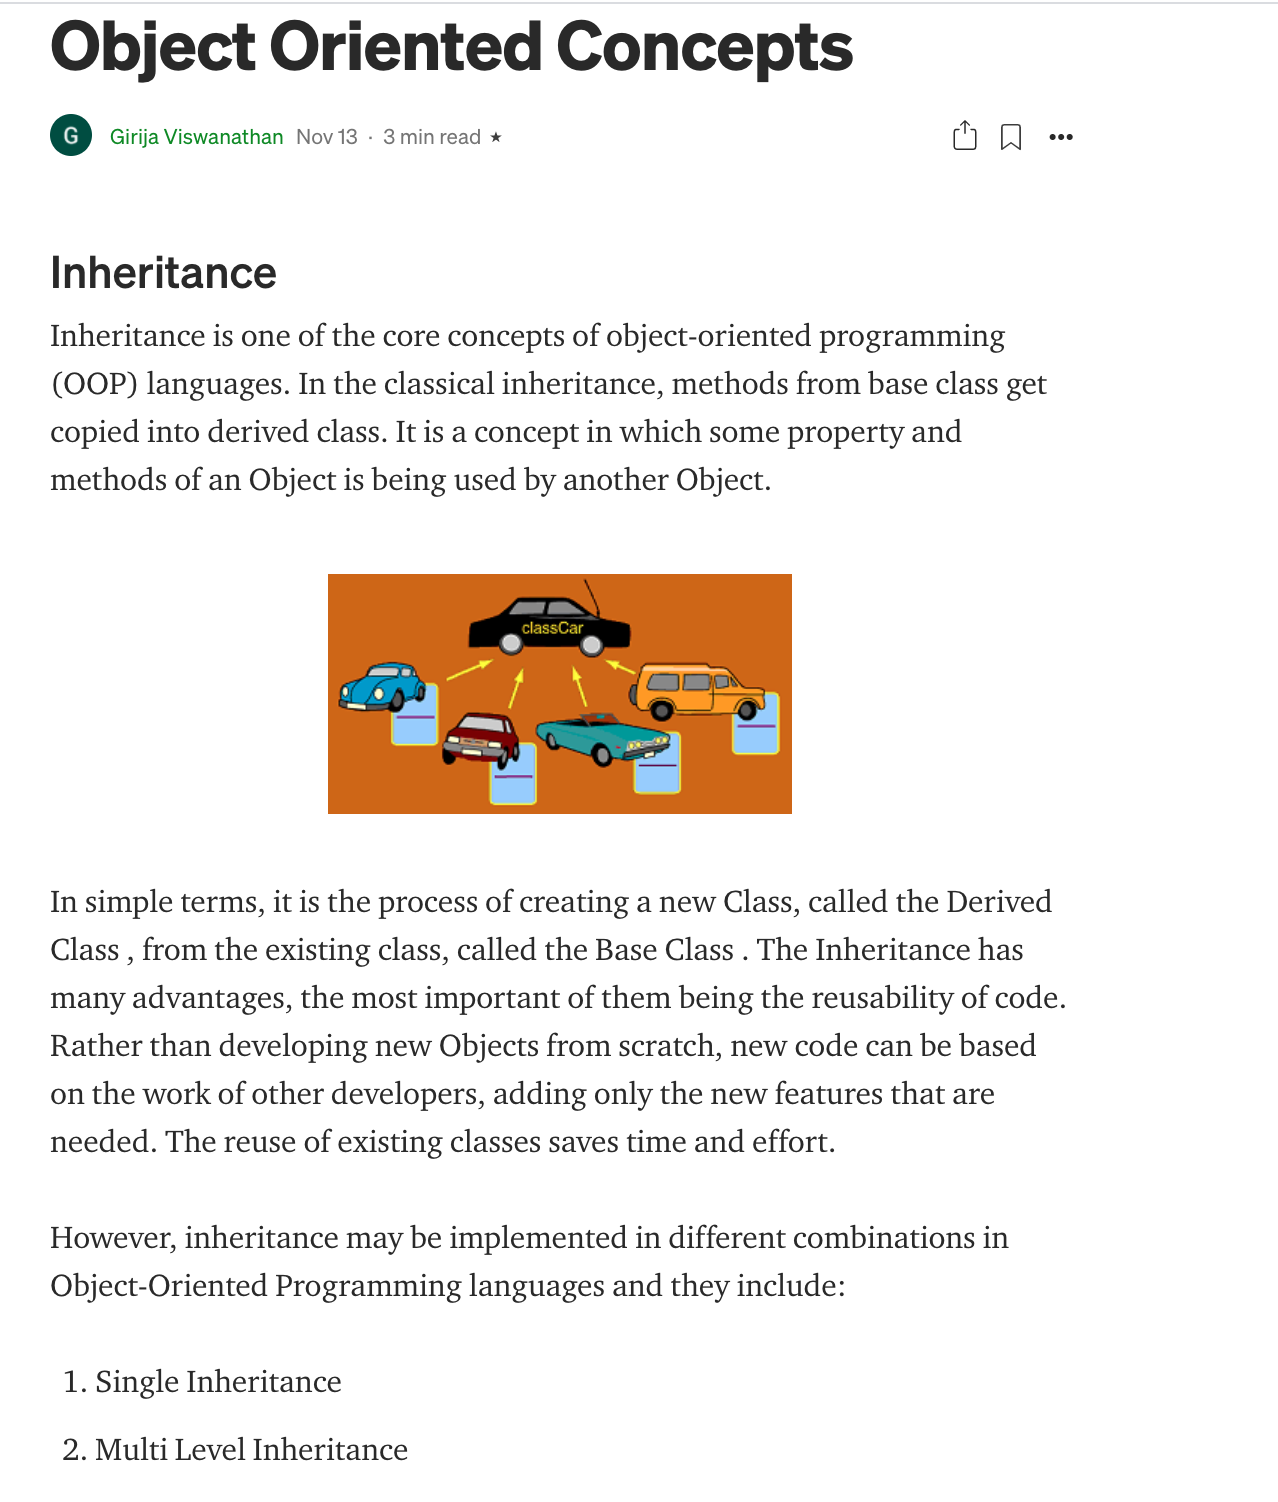 Object Oriented Concepts
G
Girija Viswanathan Nov 13 · 3 min read ★
Inheritance
Inheritance is one of the core concepts of object-oriented programming
(OOP) languages. In the classical inheritance, methods from base class get
copied into derived class. It is a concept in which some property and
methods of an Object is being used by another Object.
classCar
In simple terms, it is the process of creating a new Class, called the Derived
Class , from the existing class, called the Base Class . The Inheritance has
many advantages, the most important of them being the reusability of code.
Rather than developing new Objects from scratch, new code can be based
on the work of other developers, adding only the new features that are
needed. The reuse of existing classes saves time and effort.
However, inheritance may be implemented in different combinations in
Object-Oriented Programming languages and they include:
1. Single Inheritance
2. Multi Level Inheritance